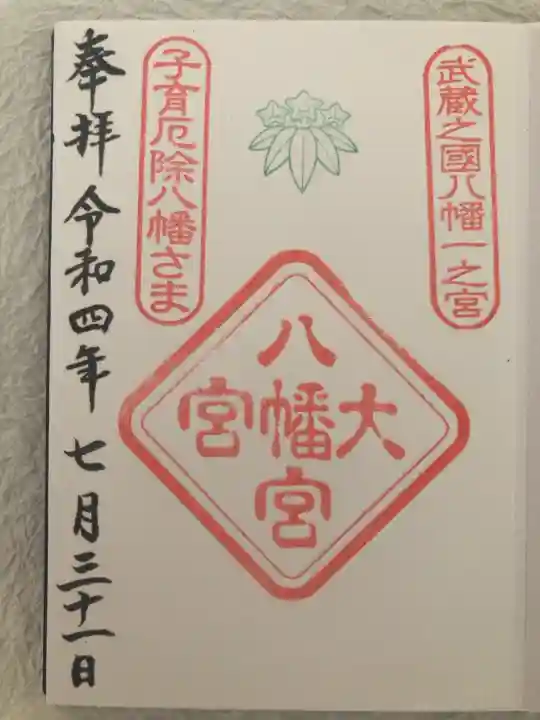 武蔵之國八幡一之宮
大
八幡宮
宮
子育厄除八幡さま
奉拝 令和四年 七月三十一日